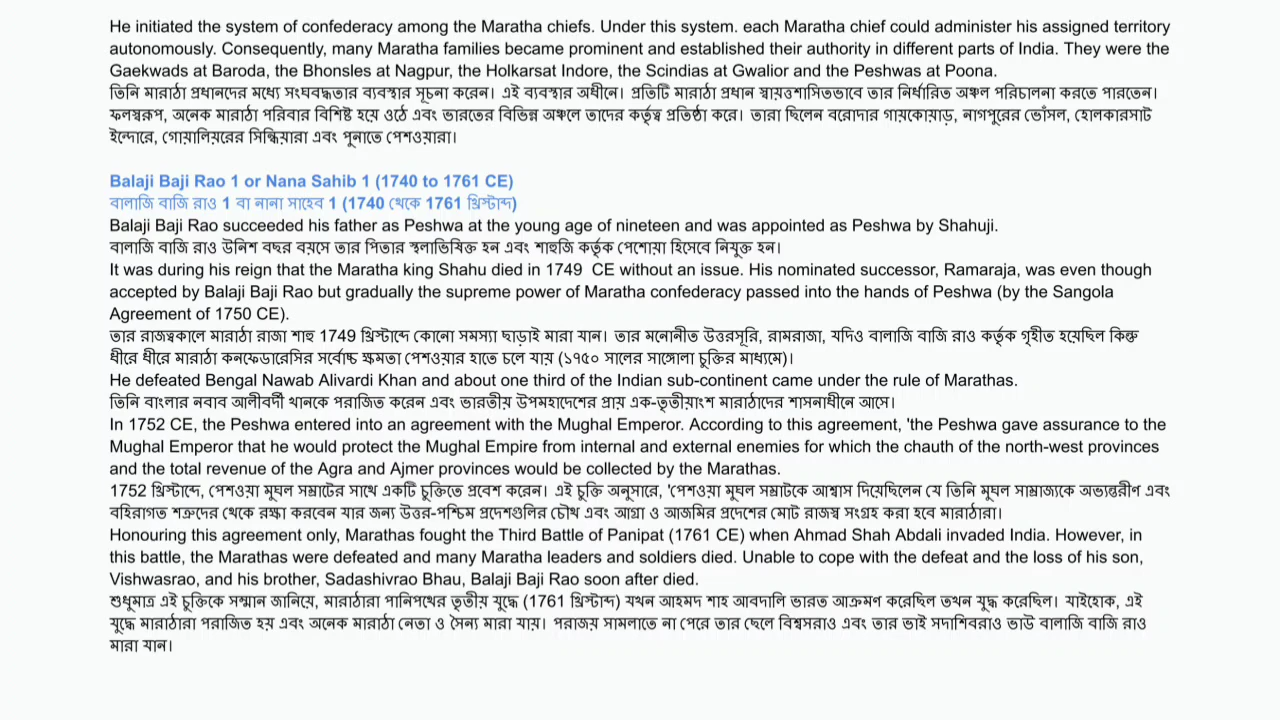 He initiated the system of confederacy among the Maratha chiefs. Under this system. each Maratha chief could administer his assigned territory
autonomously. Consequently, many Maratha families became prominent and established their authority in different parts of India. They were the
Gaekwads at Baroda, the Bhonsles at Nagpur, the Holkarsat Indore, the Scindias at Gwalior and the Peshwas at Poona.
তিনি মারাঠা প্রধানদের মধ্যে সংঘবদ্ধতার ব্যবস্থার সূচনা করেন। এই ব্যবস্থার অধীনে। প্রতিটি মারাঠা প্রধান স্বায়ত্তশাসিতভাবে তার নির্ধারিত অঞ্চল পরিচালনা করতে পারতেন।
ফলস্বরূপ, অনেক মারাঠা পরিবার বিশিষ্ট হয়ে ওঠে এবং ভারতের বিভিন্ন অঞ্চলে তাদের কর্তৃত্ব প্রতিষ্ঠা করে। তারা ছিলেন বরোদার গায়কোয়াড়, নাগপুরের ভোঁসল, হোলকারসাট
ইন্দোরে, গোয়ালিয়রের সিন্ধিয়ারা এবং পুনাতে পেশওয়ারা।
Balaji Baji Rao 1 or Nana Sahib 1 (1740 to 1761 CE)
বালাজি বাজি রাও 1 বা নানা সাহেব 1 (1740 থেকে 1761 খ্রিস্টাব্দ)
Balaji Baji Rao succeeded his father as Peshwa at the young age of nineteen and was appointed as Peshwa by Shahuji.
বালাজি বাজি রাও উনিশ বছর বয়সে তার পিতার স্থলাভিষিক্ত হন এবং শাহুজি কর্তৃক পেশোয়া হিসেবে নিযুক্ত হন।
It was during his reign that the Maratha king Shahu died in 1749 CE without an issue. His nominated successor, Ramaraja, was even though
accepted by Balaji Baji Rao but gradually the supreme power of Maratha confederacy passed into the hands of Peshwa (by the Sangola
Agreement of 1750 CE).
তার রাজত্বকালে মারাঠা রাজা শাহু 1749 খ্রিস্টাব্দে কোনো সমস্যা ছাড়াই মারা যান। তার মনোনীত উত্তরসূরি, রামরাজা, যদিও বালাজি বাজি রাও কর্তৃক গৃহীত হয়েছিল কিন্তু
ধীরে ধীরে মারাঠা কনফেডারেসির সর্বোচ্চ ক্ষমতা পেশওয়ার হাতে চলে যায় (১৭৫০ সালের সাঙ্গোলা চুক্তির মাধ্যমে)।
He defeated Bengal Nawab Alivardi Khan and about one third of the Indian sub-continent came under the rule of Marathas.
তিনি বাংলার নবাব আলীবর্দী খানকে পরাজিত করেন এবং ভারতীয় উপমহাদেশের প্রায় এক-তৃতীয়াংশ মারাঠাদের শাসনাধীনে আসে।
In 1752 CE, the Peshwa entered into an agreement with the Mughal Emperor. According to this agreement, 'the Peshwa gave assurance to the
Mughal Emperor that he would protect the Mughal Empire from internal and external enemies for which the chauth of the north-west provinces
and the total revenue of the Agra and Ajmer provinces would be collected by the Marathas.
1752 খ্রিস্টাব্দে, পেশওয়া মুঘল সম্রাটের সাথে একটি চুক্তিতে প্রবেশ করেন। এই চুক্তি অনুসারে, 'পেশওয়া মুঘল সম্রাটকে আশ্বাস দিয়েছিলেন যে তিনি মুঘল সাম্রাজ্যকে অভ্যন্তরীণ এবং
বহিরাগত শত্রুদের থেকে রক্ষা করবেন যার জন্য উত্তর-পশ্চিম প্রদেশগুলির চৌথ এবং আগ্রা ও আজমির প্রদেশের মোট রাজস্ব সংগ্রহ করা হবে মারাঠারা।
Honouring this agreement only, Marathas fought the Third Battle of Panipat (1761 CE) when Ahmad Shah Abdali invaded India. However, in
this battle, the Marathas were defeated and many Maratha leaders and soldiers died. Unable to cope with the defeat and the loss of his son,
Vishwasrao, and his brother, Sadashivrao Bhau, Balaji Baji Rao soon after died.
শুধুমাত্র এই চুক্তিকে সম্মান জানিয়ে, মারাঠারা পানিপথের তৃতীয় যুদ্ধে (1761 খ্রিস্টাব্দ) যখন আহমদ শাহ আবদালি ভারত আক্রমণ করেছিল তখন যুদ্ধ করেছিল। যাইহোক, এই
যুদ্ধে মারাঠারা পরাজিত হয় এবং অনেক মারাঠা নেতা ও সৈন্য মারা যায়। পরাজয় সামলাতে না পেরে তার ছেলে বিশ্বসরাও এবং তার ভাই সদাশিবরাও ভাউ বালাজি বাজি রাও
মারা যান।